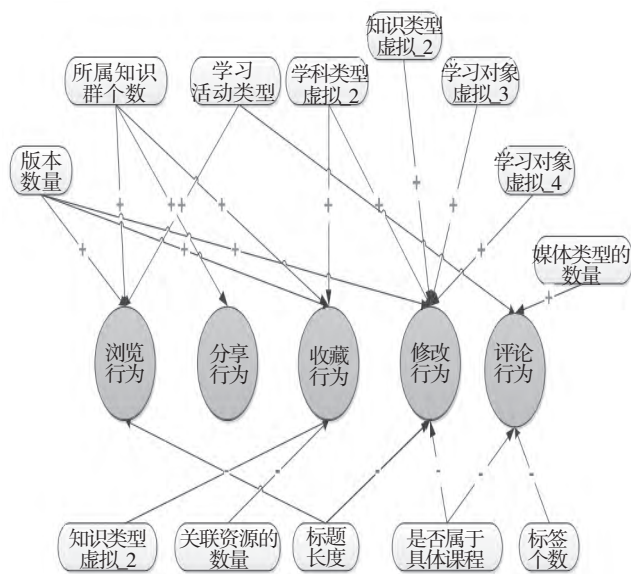 知识类型
虚拟_2
所属知识
群个数
学习
活动类型
学科类型
虚拟_2
学习对象
虚拟_3
版本
数量
学习对象
虚拟_4
媒体类型的
数量
+ + + + + +
+ + + + +
+
浏览
行为
分享
行为
收藏
行为
修改
行为
评论
行为
- - - - - -
知识类型
虚拟_2
关联资源的
数量
标题
长度
是否属于
具体课程
标签
个数